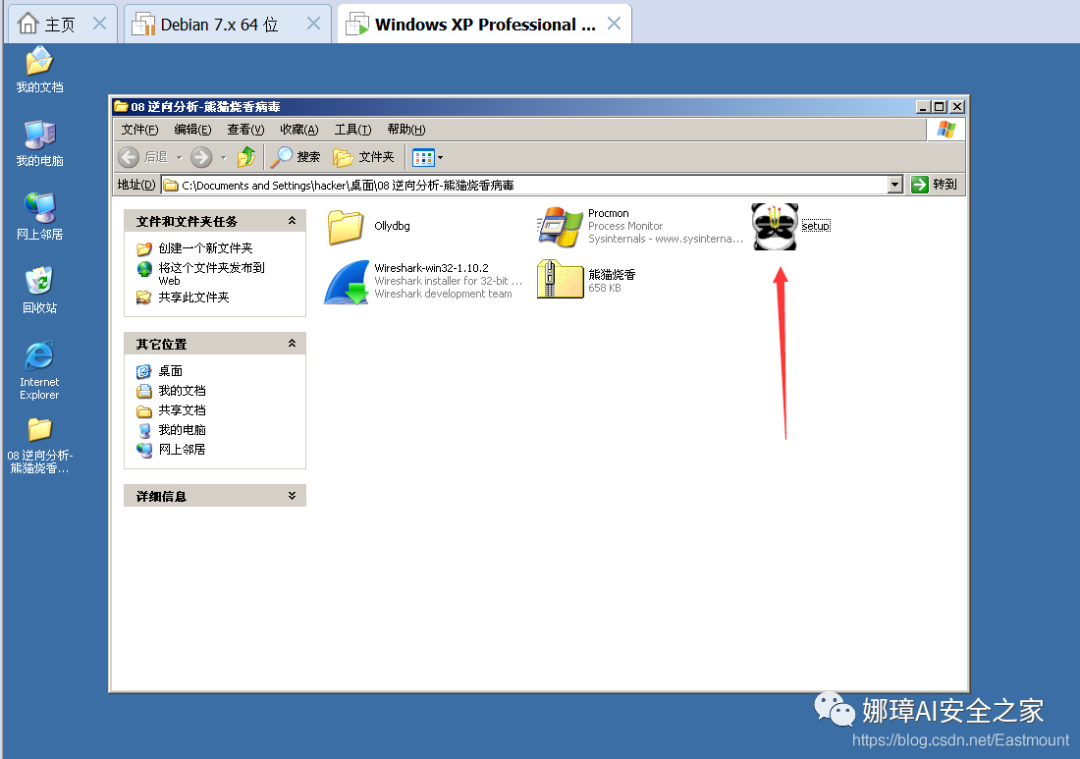 主页
Debian 7.x 64 位
Windows XP Professional ...
我的文档
我的电脑
网上邻居
回收站
Internet
Explorer
08 逆向分析-
熊猫烧香...
08 逆向分析-熊猫烧香病毒
文件(F) 编辑(E) 查看(V) 收藏(A) 工具(T) 帮助(H)
后退 搜索 文件夹
地址(D) C:\Documents and Settings\hacker\桌面\08 逆向分析-熊猫烧香病毒 转到
文件和文件夹任务
创建一个新文件夹
将这个文件夹发布到
Web
共享此文件夹
其它位置
桌面
我的文档
共享文档
我的电脑
网上邻居
详细信息
Ollydbg
Procmon
Process Monitor
Sysinternals - www.sysinterna...
setup
Wireshark-win32-1.10.2
Wireshark installer for 32-bit ...
Wireshark development team
熊猫烧香
658 KB
娜璋AI安全之家
https://blog.csdn.net/Eastmount